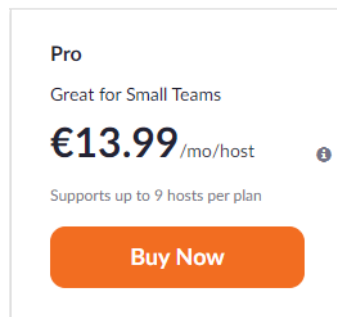 Pro
Great for Small Teams
€13.99/mo/host
Supports up to 9 hosts per plan
Buy Now